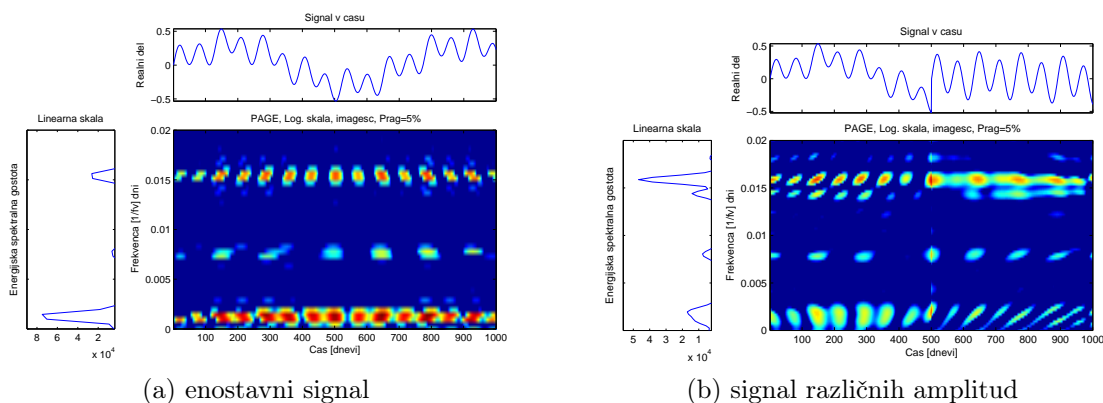 Signal v casu
Realni del
0.5
0
−0.5
Linearna skala
PAGE, Log. skala, imagesc, Prag=5%
Energijska spektralna gostota
8 6 4 2
x 10^4
Frekvenca [1/fv] dni
0.02
0.015
0.01
0.005
0
0 100 200 300 400 500 600 700 800 900 1000
Cas [dnevi]
(a) enostavni signal
Signal v casu
Realni del
0.5
0
−0.5
Linearna skala
PAGE, Log. skala, imagesc, Prag=5%
Energijska spektralna gostota
5 4 3 2 1
x 10^4
Frekvenca [1/fv] dni
0.02
0.015
0.01
0.005
0
100 200 300 400 500 600 700 800 900 1000
Cas [dnevi]
(b) signal različnih amplitud